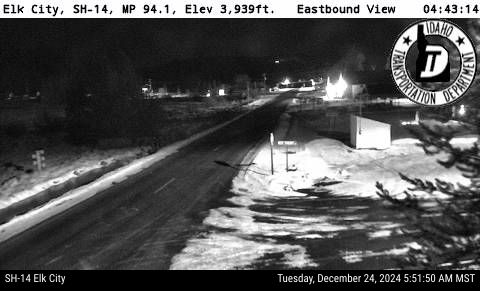 Elk City, SH-14, MP 94.1, Elev 3,939ft. Eastbound View 04:43:14
IDAHO
TRANSPORTATION DEPARTMENT
SH-14 Elk City
Tuesday, December 24, 2024 5:51:50 AM MST